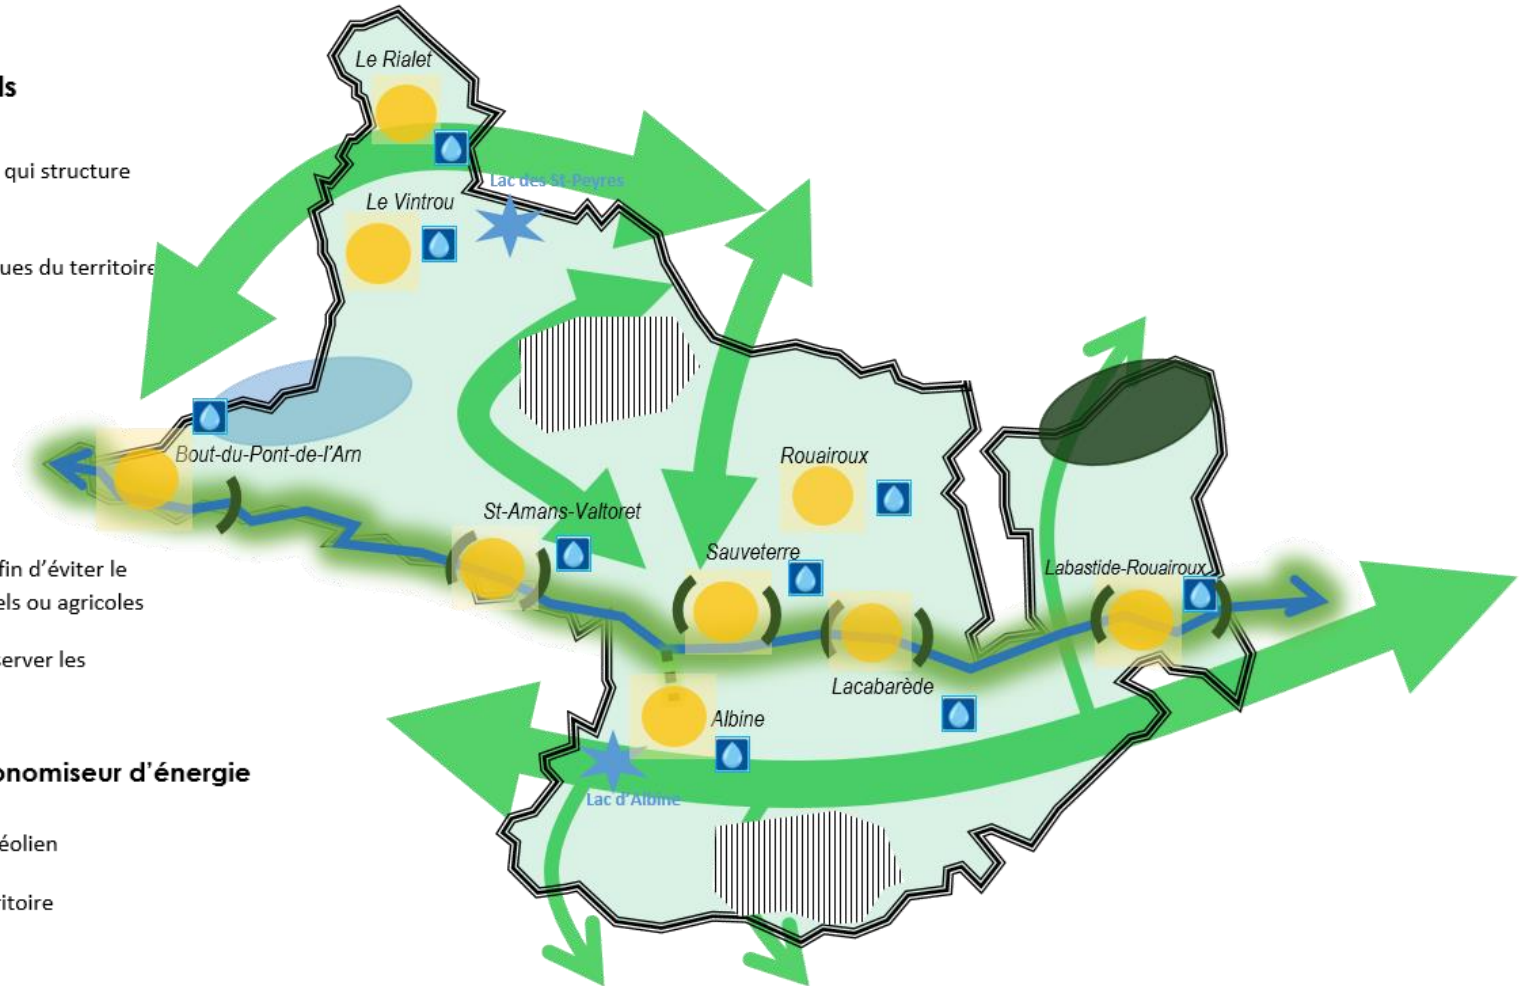 ls
qui structure
ues du territoire
fin d'éviter le
els ou agricoles
server les
onomiseur d'énergie
éolien
ritoire
Le Rialet
Lac des St-Peyres
Le Vintrou
Bout-du-Pont-de-l'Arn
St-Amans-Valtoret
Rouairoux
Sauveterre
Labastide-Rouairoux
Lacabarède
Albine
Lac d'Albine